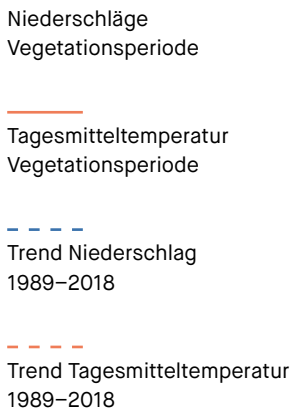 Niederschläge
Vegetationsperiode
Tagesmitteltemperatur
Vegetationsperiode
Trend Niederschlag
1989–2018
Trend Tagesmitteltemperatur
1989–2018